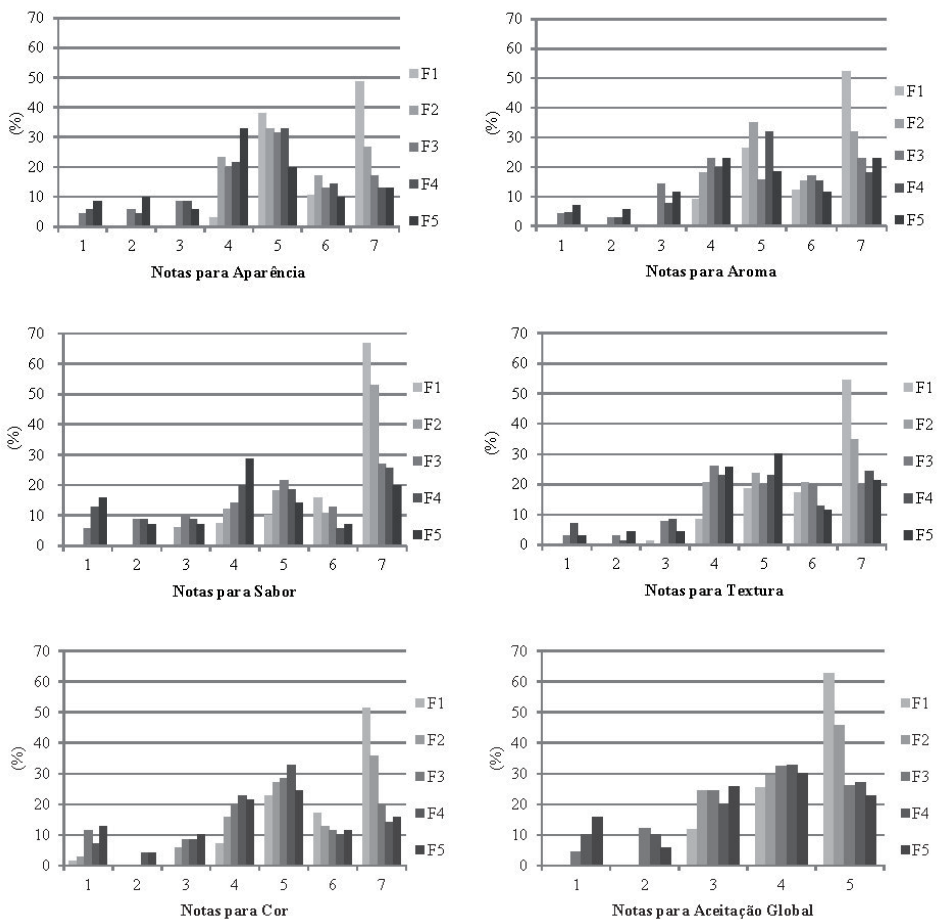 70
60
50
40
30
20
10
0
(%)
1 2 3 4 5 6 7
Notas para Aparência
F1
F2
F3
F4
F5
70
60
50
40
30
20
10
0
(%)
1 2 3 4 5 6 7
Notas para Aroma
F1
F2
F3
F4
F5
70
60
50
40
30
20
10
0
(%)
1 2 3 4 5 6 7
Notas para Sabor
F1
F2
F3
F4
F5
70
60
50
40
30
20
10
0
(%)
1 2 3 4 5 6 7
Notas para Textura
F1
F2
F3
F4
F5
70
60
50
40
30
20
10
0
(%)
1 2 3 4 5 6 7
Notas para Cor
F1
F2
F3
F4
F5
70
60
50
40
30
20
10
0
(%)
1 2 3 4 5
Notas para Aceitação Global
F1
F2
F3
F4
F5